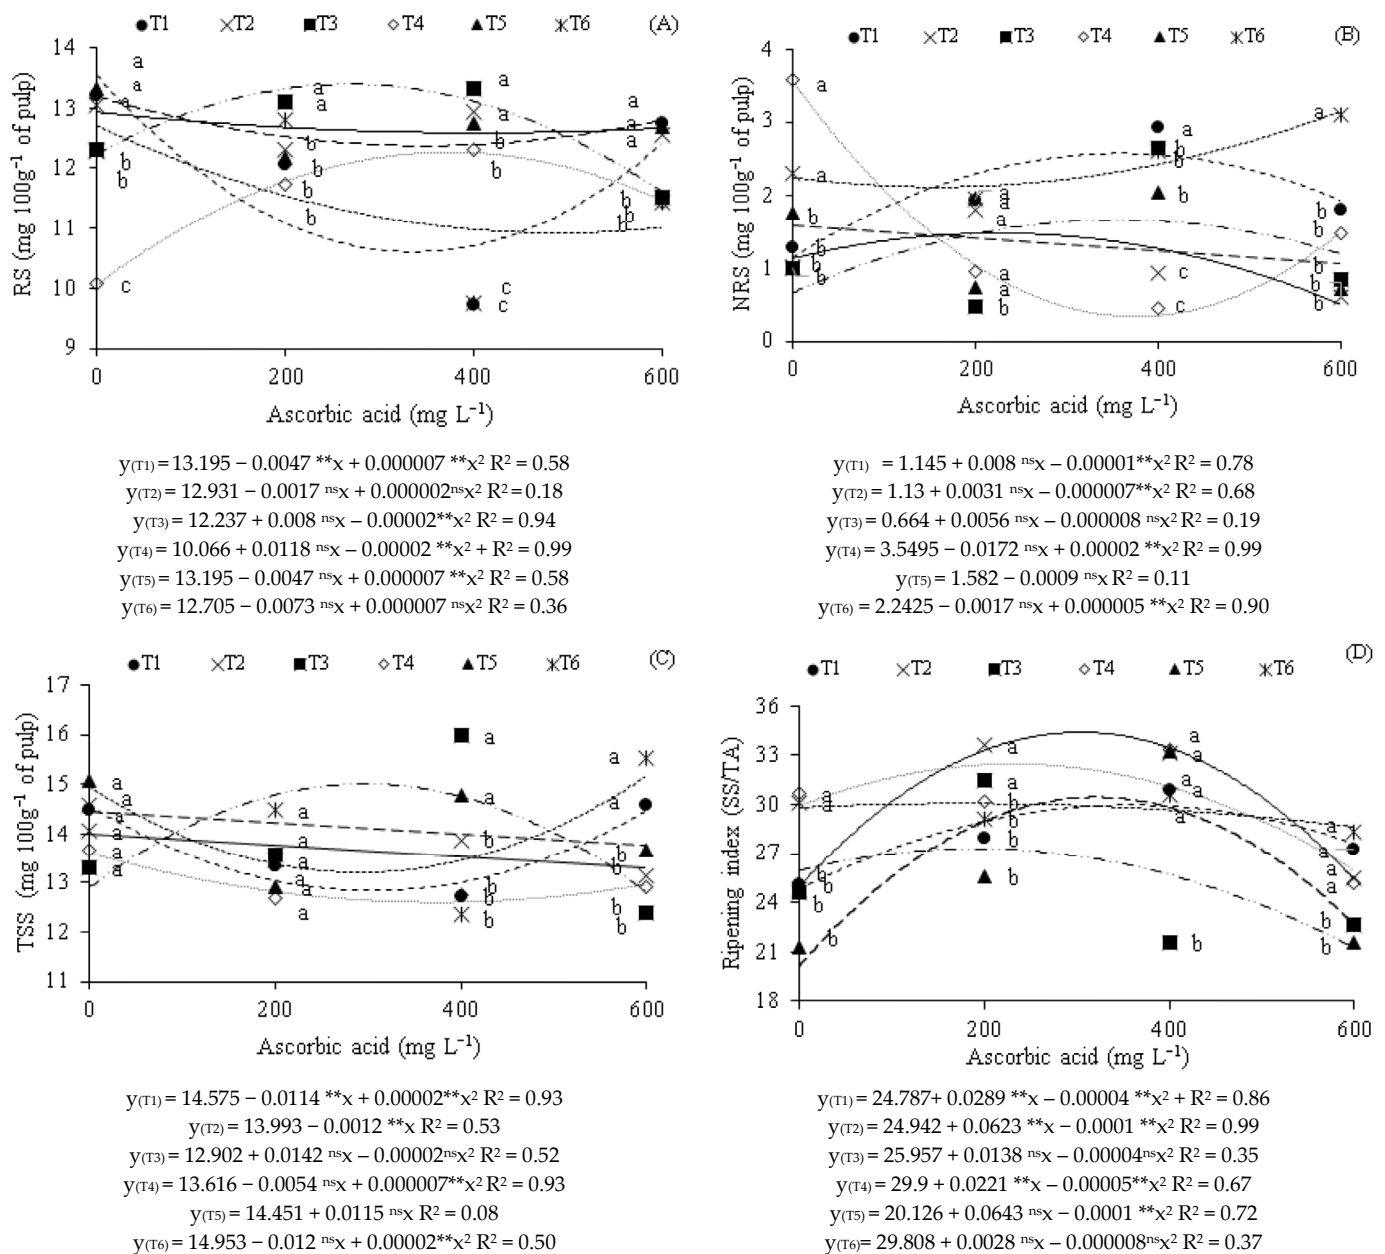 T1 T2 T3 T4 T5 T6 (A)
RS (mg 100g⁻¹ of pulp)
14
13
12
11
10
9
a
a
a
b
b
c
a
a
b
b
b
a
a
b
b
c
c
a
a
a
b
b
b
0 200 400 600
Ascorbic acid (mg L⁻¹)
y(T1) = 13.195 − 0.0047 **x + 0.000007 **x² R² = 0.58
y(T2) = 12.931 − 0.0017 ⁿˢx + 0.000002ⁿˢx² R² = 0.18
y(T3) = 12.237 + 0.008 ⁿˢx − 0.00002**x² R² = 0.94
y(T4) = 10.066 + 0.0118 ⁿˢx − 0.00002 **x² + R² = 0.99
y(T5) = 13.195 − 0.0047 ⁿˢx + 0.000007 **x² R² = 0.58
y(T6) = 12.705 − 0.0073 ⁿˢx + 0.000007 ⁿˢx² R² = 0.36
T1 T2 T3 T4 T5 T6 (B)
NRS (mg 100g⁻¹ of pulp)
4
3
2
1
0
a
a
b
b
b
b
a
a
a
a
a
b
a
b
b
b
c
c
a
b
b
b
b
b
0 200 400 600
Ascorbic acid (mg L⁻¹)
y(T1) = 1.145 + 0.008 ⁿˢx − 0.00001**x² R² = 0.78
y(T2) = 1.13 + 0.0031 ⁿˢx − 0.000007**x² R² = 0.68
y(T3) = 0.664 + 0.0056 ⁿˢx − 0.000008 ⁿˢx² R² = 0.19
y(T4) = 3.5495 − 0.0172 ⁿˢx + 0.00002 **x² R² = 0.99
y(T5) = 1.582 − 0.0009 ⁿˢx R² = 0.11
y(T6) = 2.2425 − 0.0017 ⁿˢx + 0.000005 **x² R² = 0.90
T1 T2 T3 T4 T5 T6 (C)
TSS (mg 100g⁻¹ of pulp)
17
16
15
14
13
12
11
a
a
a
a
a
a
a
a
a
a
a
a
a
a
b
b
b
b
a
a
b
b
b
b
0 200 400 600
Ascorbic acid (mg L⁻¹)
y(T1) = 14.575 − 0.0114 **x + 0.00002**x² R² = 0.93
y(T2) = 13.993 − 0.0012 **x R² = 0.53
y(T3) = 12.902 + 0.0142 ⁿˢx − 0.00002ⁿˢx² R² = 0.52
y(T4) = 13.616 − 0.0054 ⁿˢx + 0.000007**x² R² = 0.93
y(T5) = 14.451 + 0.0115 ⁿˢx R² = 0.08
y(T6) = 14.953 − 0.012 ⁿˢx + 0.00002**x² R² = 0.50
T1 T2 T3 T4 T5 T6 (D)
Ripening index (SS/TA)
36
33
30
27
24
21
18
a
a
b
b
b
b
a
a
b
b
b
b
a
a
a
a
a
b
a
a
a
a
b
b
0 200 400 600
Ascorbic acid (mg L⁻¹)
y(T1) = 24.787+ 0.0289 **x − 0.00004 **x² + R² = 0.86
y(T2) = 24.942 + 0.0623 **x − 0.0001 **x² R² = 0.99
y(T3) = 25.957 + 0.0138 ⁿˢx − 0.00004ⁿˢx² R² = 0.35
y(T4) = 29.9 + 0.0221 **x − 0.00005**x² R² = 0.67
y(T5) = 20.126 + 0.0643 ⁿˢx − 0.0001 **x² R² = 0.72
y(T6)= 29.808 + 0.0028 ⁿˢx − 0.000008ⁿˢx² R² = 0.37